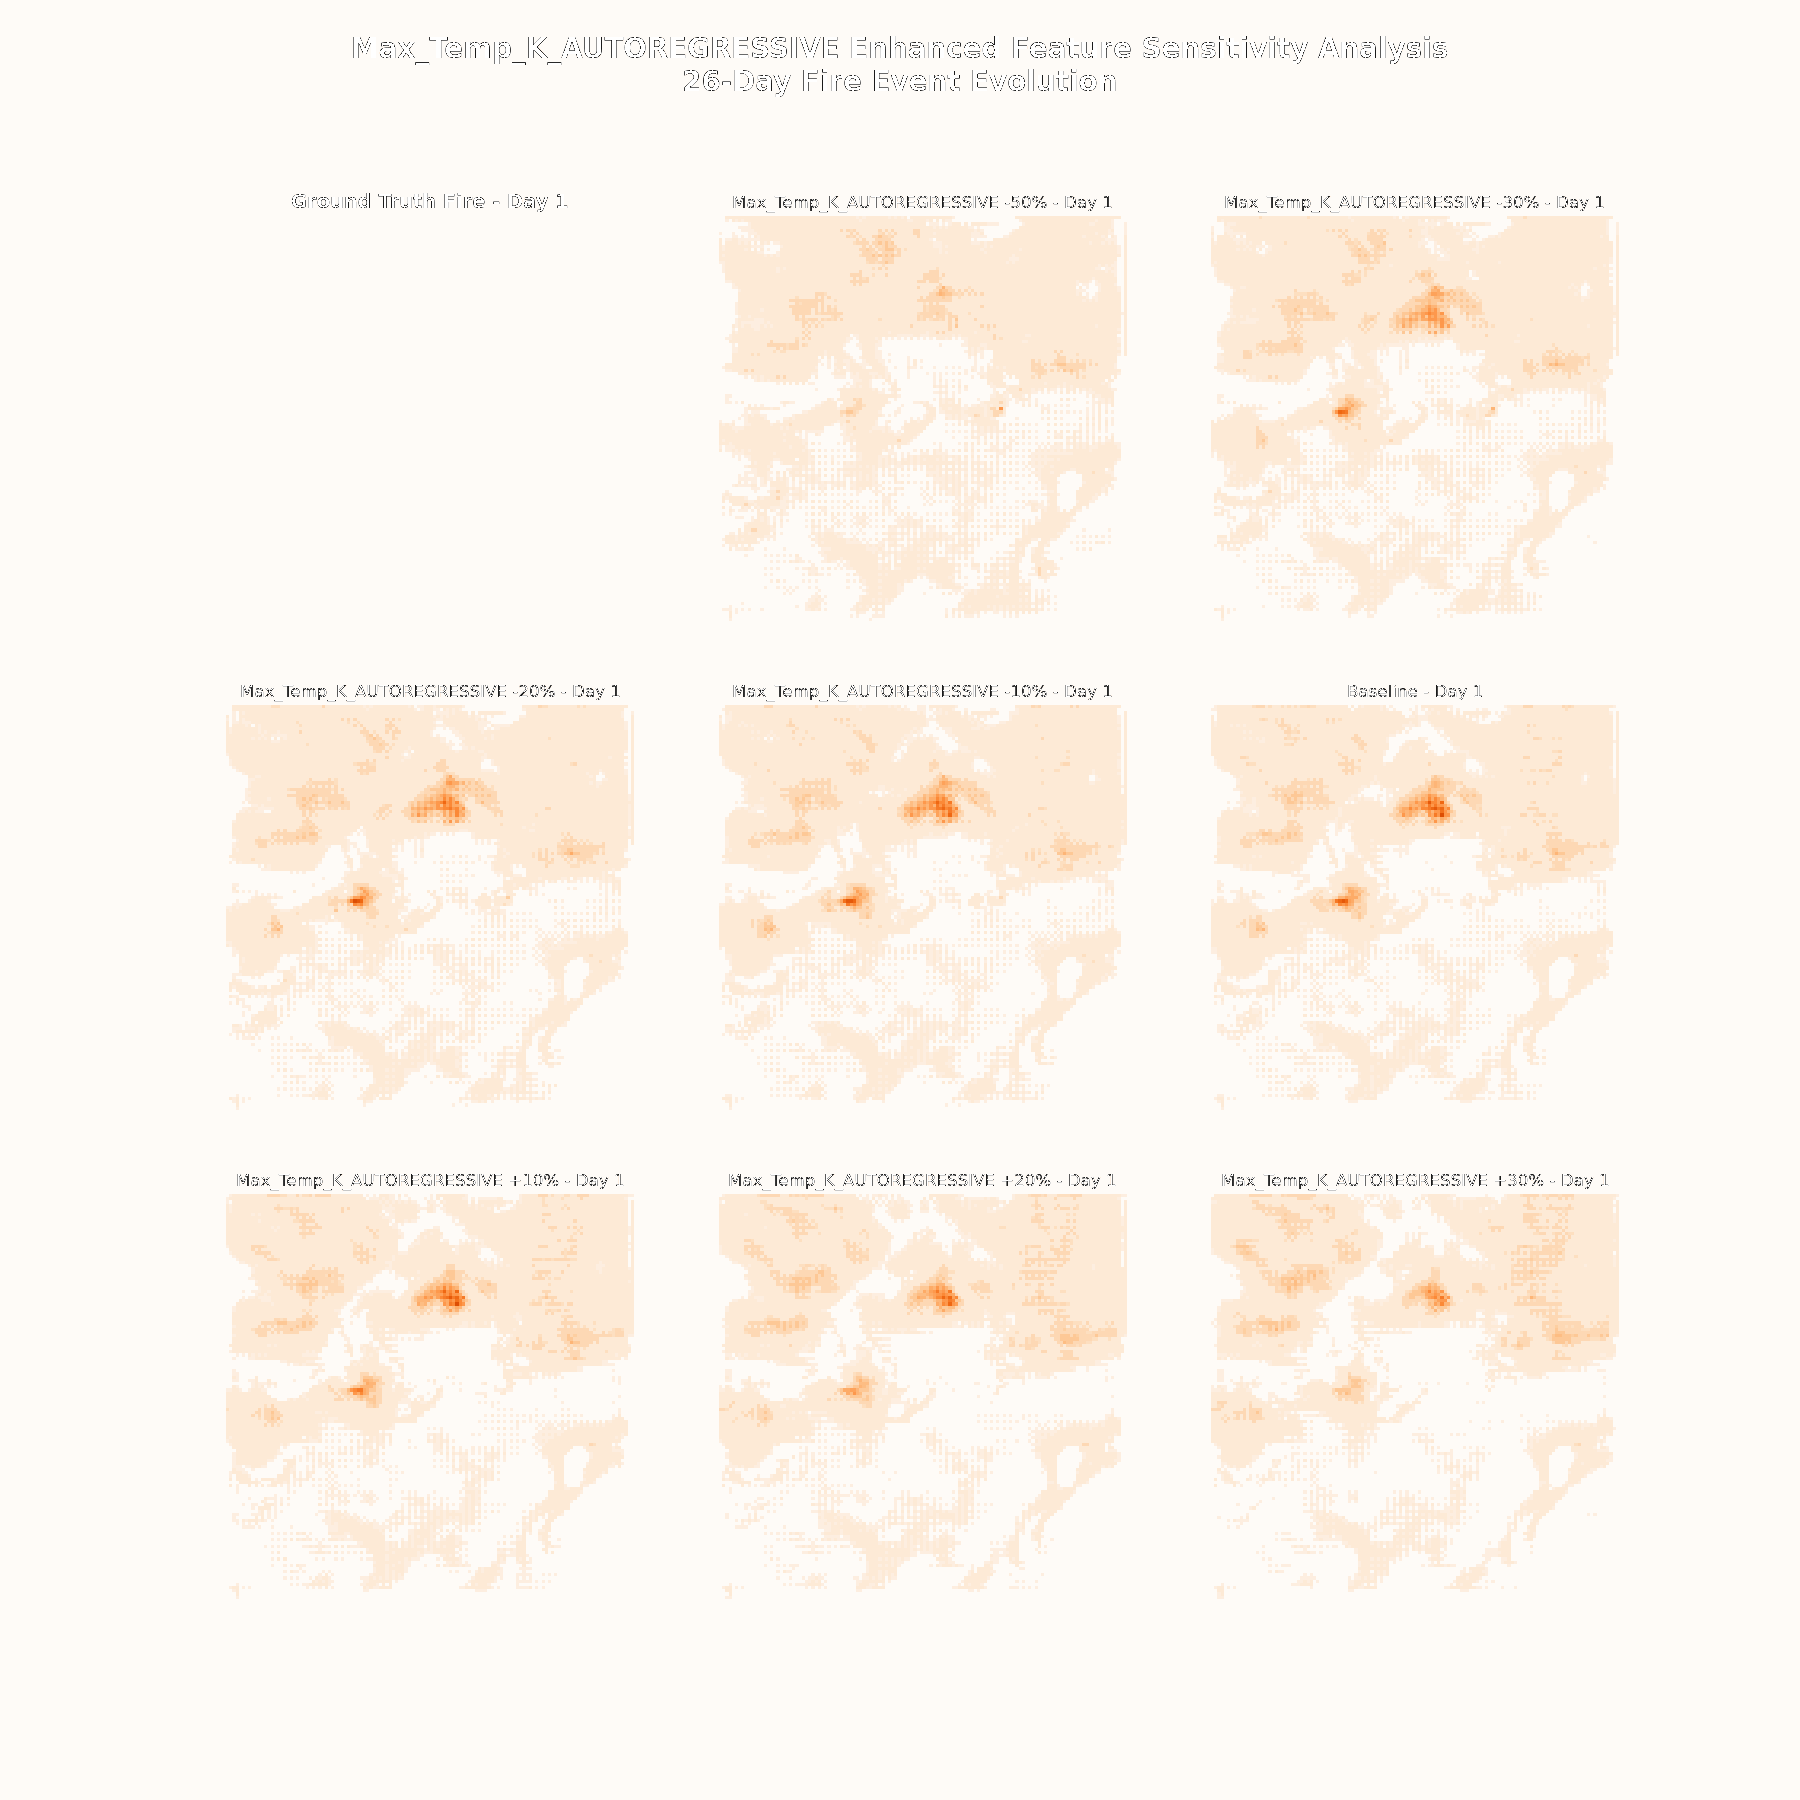 Max_Temp_K_AUTOREGRESSIVE Enhanced Feature Sensitivity Analysis
26-Day Fire Event Evolution
Ground Truth Fire - Day 1
Max_Temp_K_AUTOREGRESSIVE -50% - Day 1
Max_Temp_K_AUTOREGRESSIVE -30% - Day 1
Max_Temp_K_AUTOREGRESSIVE -20% - Day 1
Max_Temp_K_AUTOREGRESSIVE -10% - Day 1
Baseline - Day 1
Max_Temp_K_AUTOREGRESSIVE +10% - Day 1
Max_Temp_K_AUTOREGRESSIVE +20% - Day 1
Max_Temp_K_AUTOREGRESSIVE +30% - Day 1